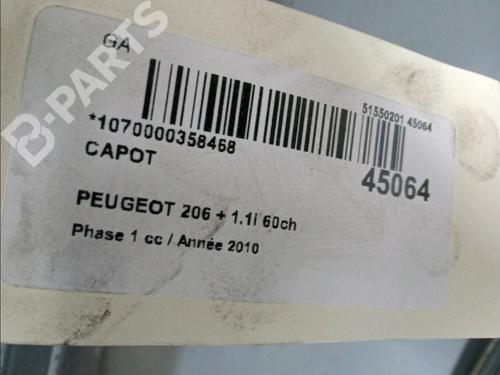 GA
B-PARTS
51550201 45064
*1070000358468
CAPOT
45064
PEUGEOT 206 + 1.1i 60ch
Phase 1 cc / Année 2010